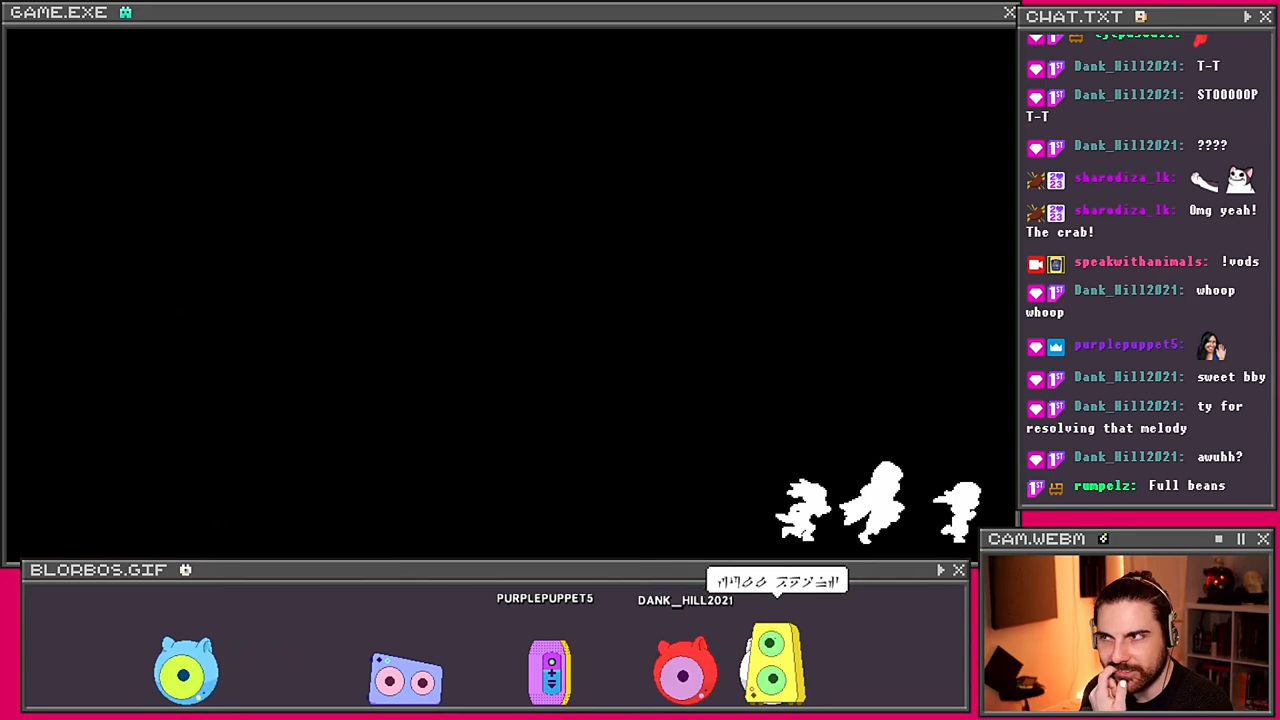 GAME.EXE
CHAT.TXT
Dank_Hill2021: T-T
Dank_Hill2021: STOOOOP
T-T
Dank_Hill2021: ????
sharodiza_lk:
sharodiza_lk: Omg yeah!
The crab!
speakwithanimals: !vods
Dank_Hill2021: whoop
whoop
purplepuppet5:
Dank_Hill2021: sweet bby
Dank_Hill2021: ty for
resolving that melody
Dank_Hill2021: awuhh?
rumpelz: Full beans
CAM.WEBM
BLORBOS.GIF
PURPLEPUPPET5
DANK__HILL2021